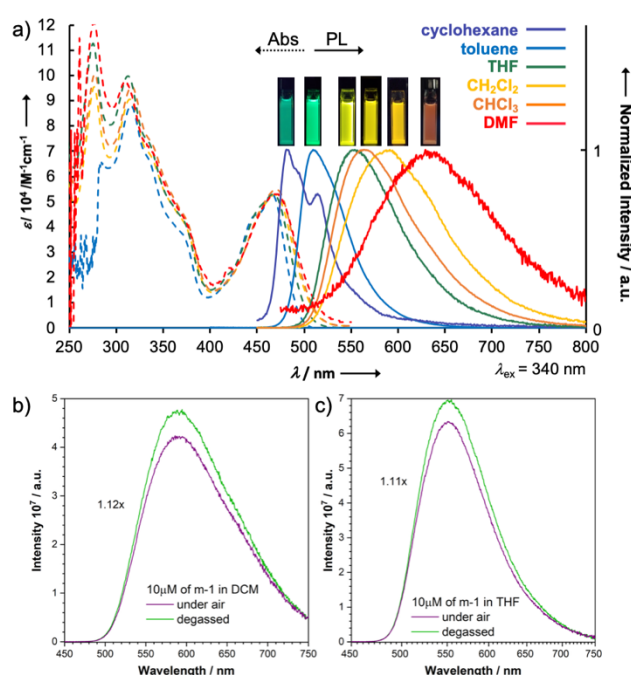 a)
Abs
PL
cyclohexane
toluene
THF
CH₂Cl₂
CHCl₃
DMF
ε/ 10⁴ /M⁻¹cm⁻¹
12
11
10
9
8
7
6
5
4
3
2
1
0
1
0
Normalized Intensity / a.u.
250 300 350 400 450 500 550 600 650 700 750 800
λ / nm
λex = 340 nm
b)
Intensity 10⁷ / a.u.
5
4
3
2
1
0
1.12x
10μM of m-1 in DCM
under air
degassed
450 500 550 600 650 700 750
Wavelength / nm
c)
Intensity 10⁷ / a.u.
7
6
5
4
3
2
1
0
1.11x
10μM of m-1 in THF
under air
degassed
450 500 550 600 650 700 750
Wavelength / nm